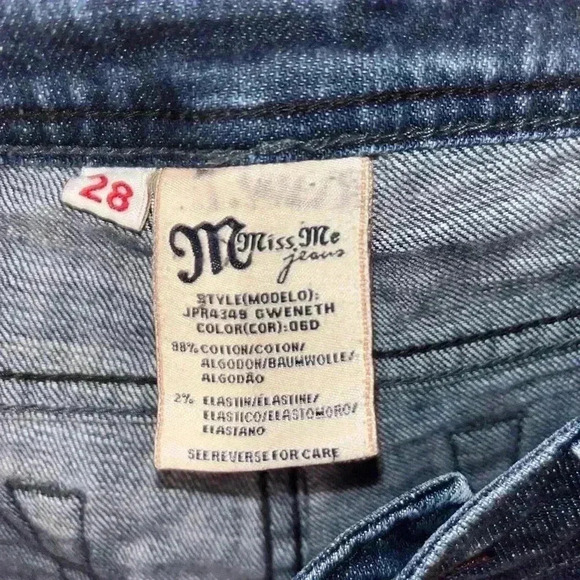 28
M Miss Me
jeans
STYLE(MODELO):
JPR4349 GWENETH
COLOR(COR):06D
98% COTTON/COTON/
ALGODON/BAUMWOLLE/
ALGODÃO
2% ELASTIN/ÉLASTINE/
ELASTICO/ELASTOMORO/
ELASTANO
SEE REVERSE FOR CARE